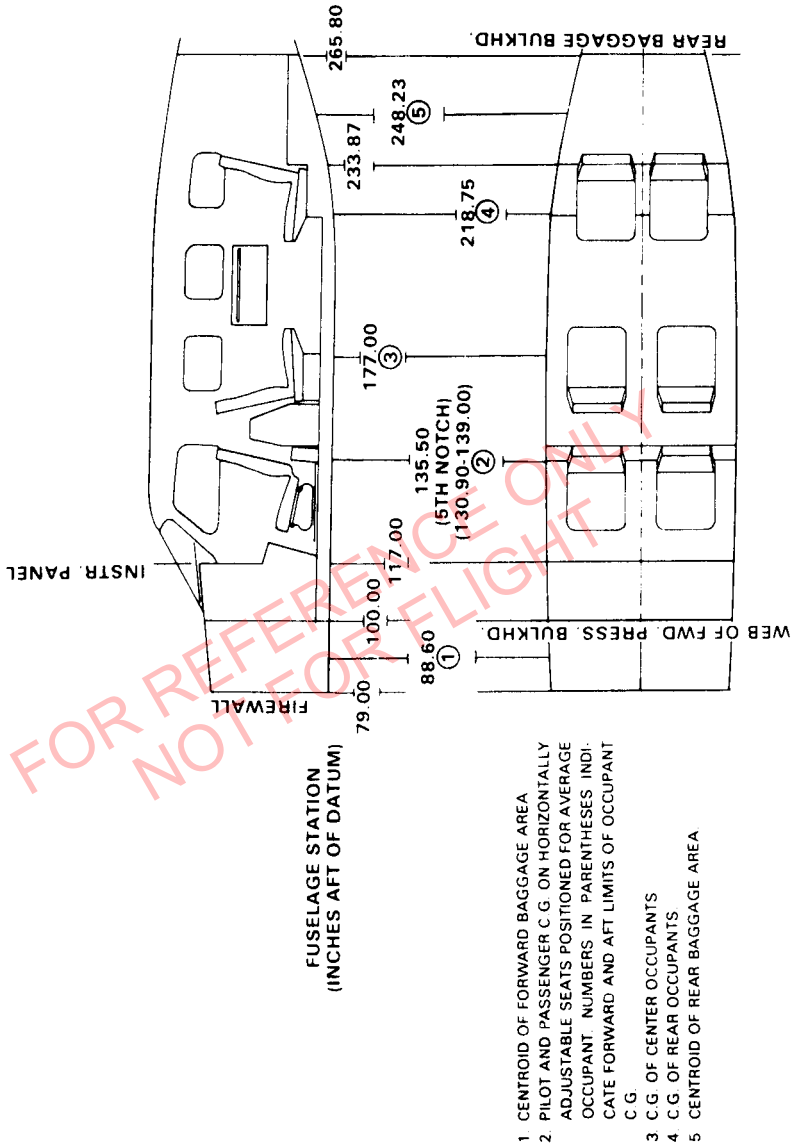 INSTR. PANEL
FIREWALL
79.00
88.60
1
100.00
WEB OF FWD. PRESS. BULKHD.
117.00
135.50
(5TH NOTCH)
(130.90-139.00)
2
177.00
3
218.75
4
233.87
248.23
5
265.80
REAR BAGGAGE BULKHD.
FUSELAGE STATION
(INCHES AFT OF DATUM)
1. CENTROID OF FORWARD BAGGAGE AREA
2. PILOT AND PASSENGER C.G. ON HORIZONTALLY
ADJUSTABLE SEATS POSITIONED FOR AVERAGE
OCCUPANT. NUMBERS IN PARENTHESES INDI-
CATE FORWARD AND AFT LIMITS OF OCCUPANT
C.G.
3. C.G. OF CENTER OCCUPANTS
4. C.G. OF REAR OCCUPANTS.
5 CENTROID OF REAR BAGGAGE AREA
FOR REFERENCE ONLY
NOT FOR FLIGHT